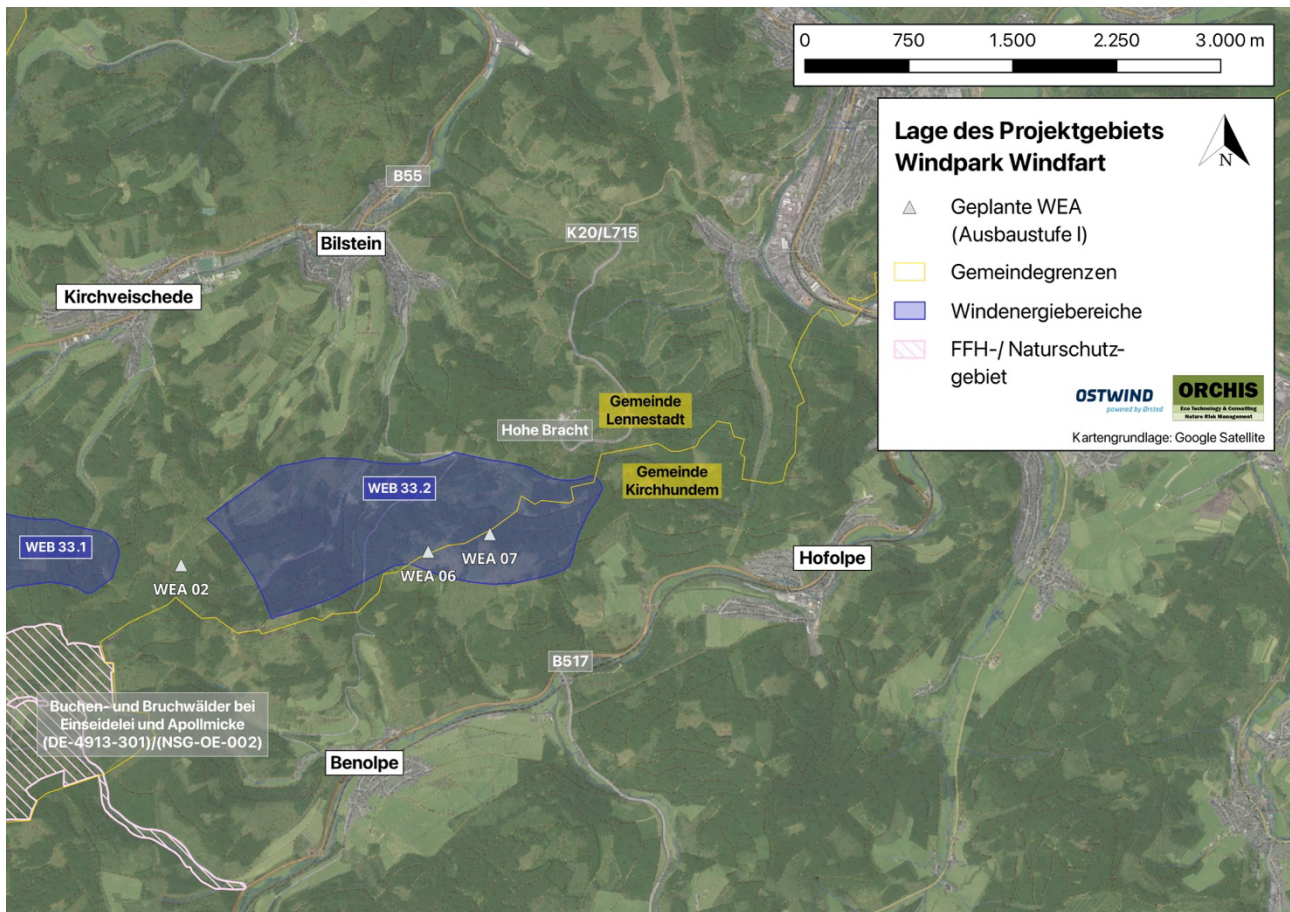 0 750 1.500 2.250 3.000 m
Lage des Projektgebiets
Windpark Windfart
N
Geplante WEA
(Ausbaustufe I)
Gemeindegrenzen
Windenergiebereiche
FFH-/ Naturschutz-
gebiet
OSTWIND
powered by Ørsted
ORCHIS
Eco Technology & Consulting
Nature Risk Management
Kartengrundlage: Google Satellite
B55
K20/L715
Bilstein
Kirchveischede
Gemeinde
Lennestadt
Hohe Bracht
Gemeinde
Kirchhundem
WEB 33.2
WEB 33.1
WEA 07
WEA 06
WEA 02
Hofolpe
B517
Buchen- und Bruchwälder bei
Einseidelei und Apollmicke
(DE-4913-301)/(NSG-OE-002)
Benolpe